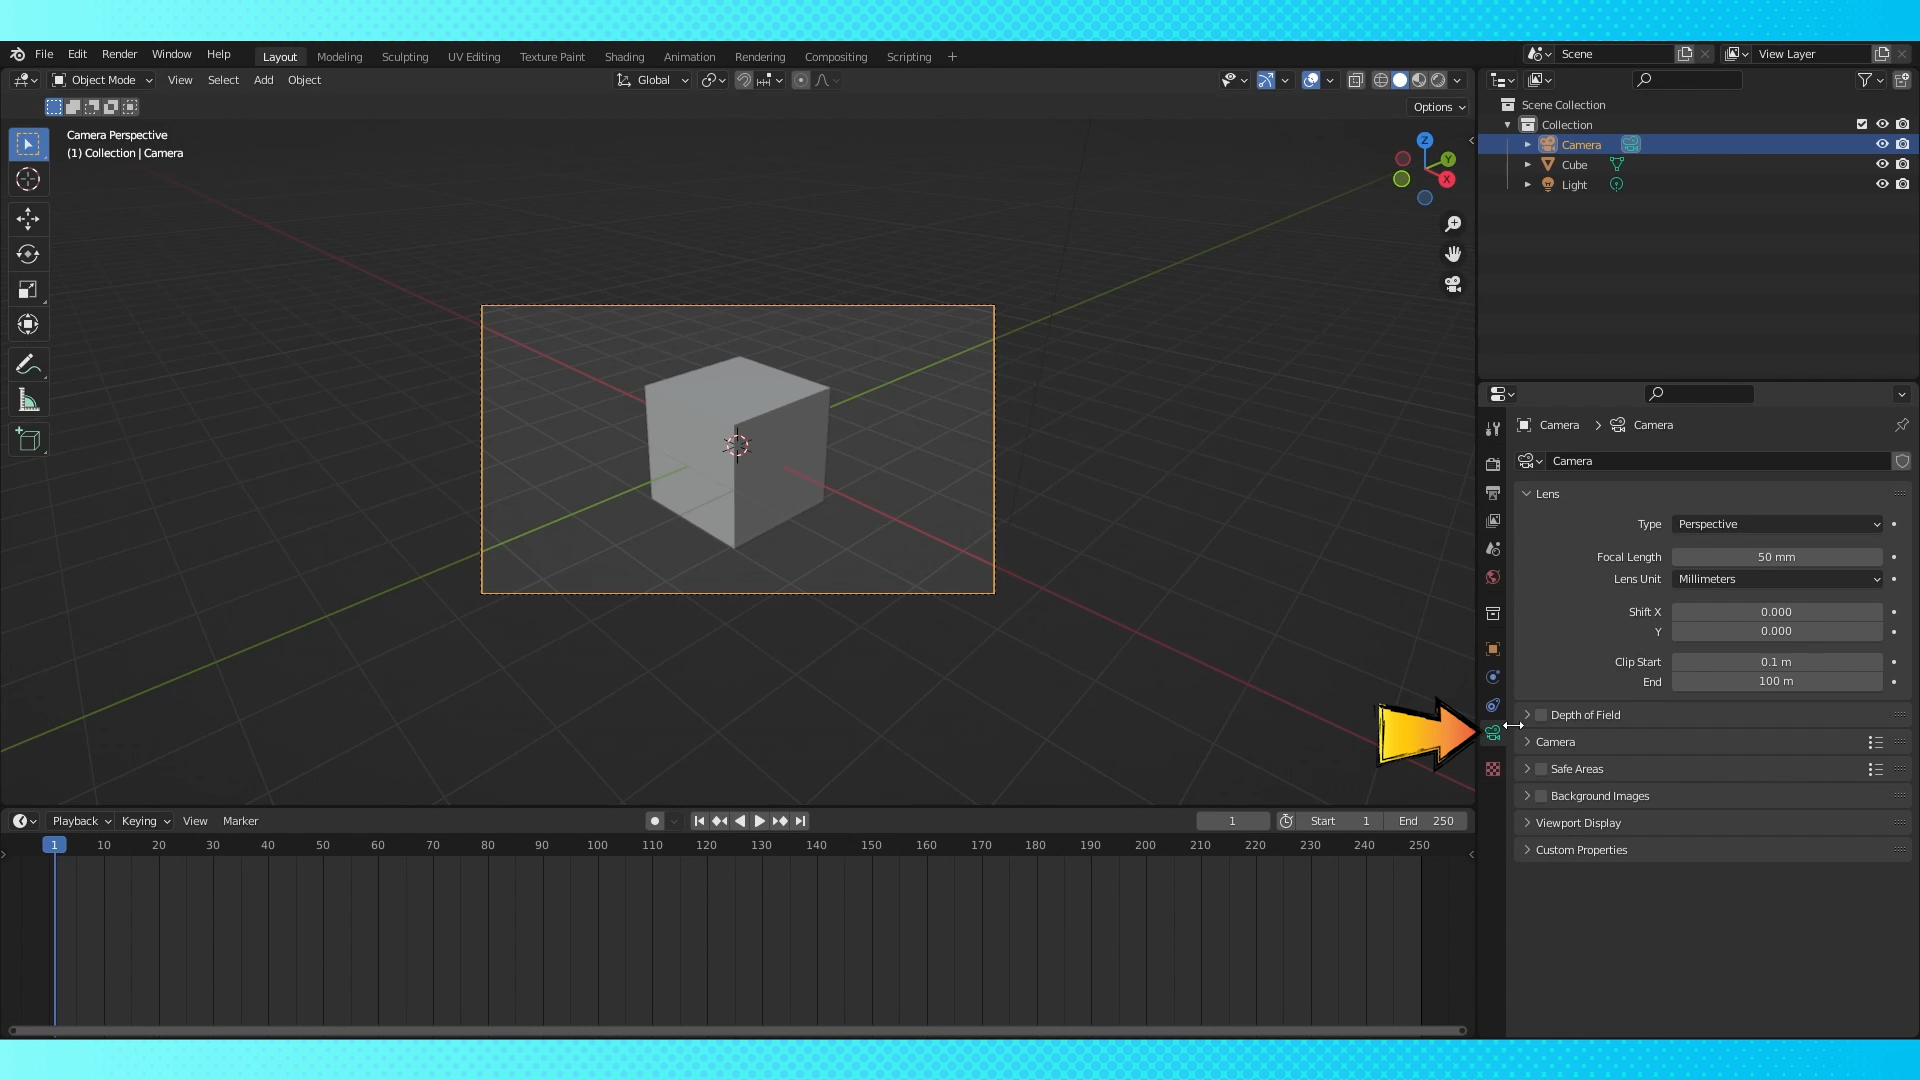 File Edit Render Window Help Layout Modeling Sculpting UV Editing Texture Paint Shading Animation Rendering Compositing Scripting + Scene View Layer
Object Mode View Select Add Object Global
Options
Camera Perspective
(1) Collection | Camera
Z
Y
X
Scene Collection
Collection
Camera
Cube
Light
Camera > Camera
Camera
Lens
Type Perspective
Focal Length 50 mm
Lens Unit Millimeters
Shift X 0.000
Y 0.000
Clip Start 0.1 m
End 100 m
Depth of Field
Camera
Safe Areas
Background Images
Viewport Display
Custom Properties
Playback Keying View Marker 1 Start 1 End 250
1 10 20 30 40 50 60 70 80 90 100 110 120 130 140 150 160 170 180 190 200 210 220 230 240 250